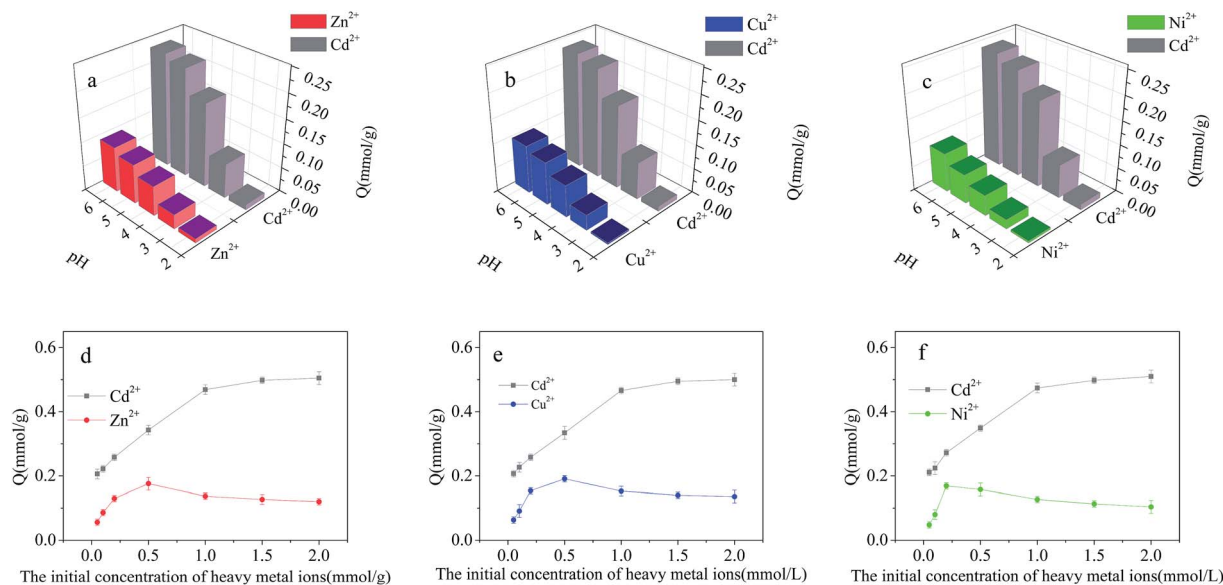 Zn2+
Cd2+
a
0.25
0.20
0.15
0.10
0.05
0.00
Q(mmol/g)
6
5
4
3
2
pH
Zn2+
Cd2+
Cu2+
Cd2+
b
0.25
0.20
0.15
0.10
0.05
0.00
Q(mmol/g)
6
5
4
3
2
pH
Cu2+
Cd2+
Ni2+
Cd2+
c
0.25
0.20
0.15
0.10
0.05
0.00
Q(mmol/g)
6
5
4
3
2
pH
Ni2+
Cd2+
d
Cd2+
Zn2+
0.6
0.4
0.2
0.0
Q(mmol/g)
0.0 0.5 1.0 1.5 2.0
The initial concentration of heavy metal ions(mmol/g)
e
Cd2+
Cu2+
0.6
0.4
0.2
0.0
Q(mmol/g)
0.0 0.5 1.0 1.5 2.0
The initial concentration of heavy metal ions(mmol/L)
f
Cd2+
Ni2+
0.6
0.4
0.2
0.0
Q(mmol/g)
0.0 0.5 1.0 1.5 2.0
The initial concentration of heavy metal ions(mmol/L)